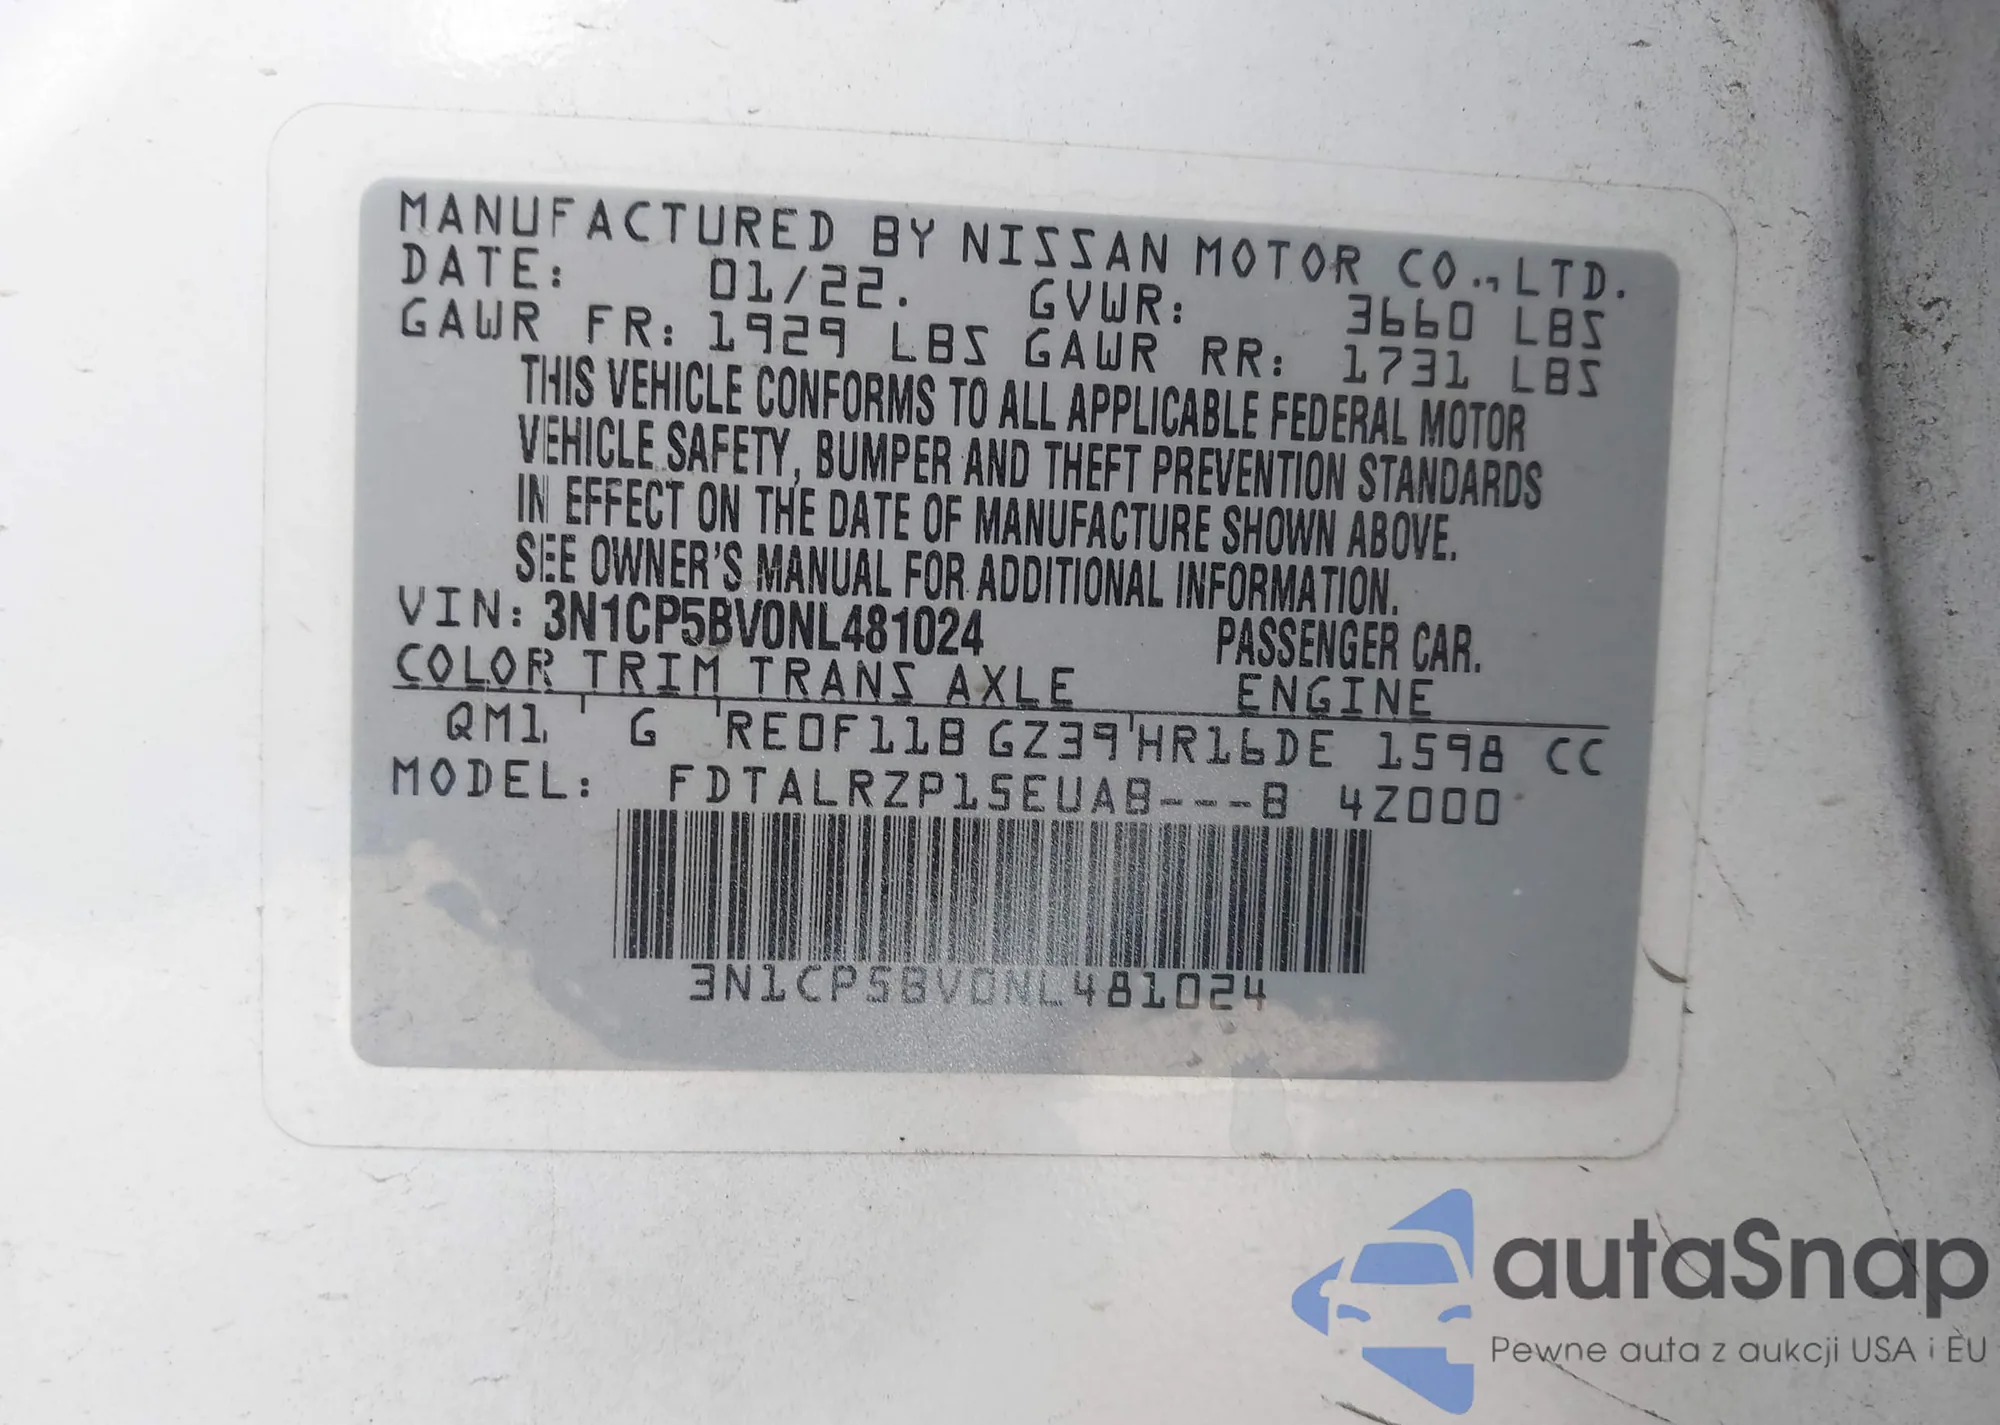 MANUFACTURED BY NISSAN MOTOR CO., LTD.
DATE: 01/22. GVWR: 3660 LBS
GAWR FR: 1929 LBS GAWR RR: 1731 LBS
THIS VEHICLE CONFORMS TO ALL APPLICABLE FEDERAL MOTOR
VEHICLE SAFETY, BUMPER AND THEFT PREVENTION STANDARDS
IN EFFECT ON THE DATE OF MANUFACTURE SHOWN ABOVE.
SEE OWNER'S MANUAL FOR ADDITIONAL INFORMATION.
VIN: 3N1CP5BV0NL481024 PASSENGER CAR.
COLOR TRIM TRANS AXLE ENGINE
QM1 G RE0F11B GZ39 HR16DE 1598 CC
MODEL: FDTALRZP15EUAB---B 4Z000
3N1CP5BV0NL481024
autaSnap
Pewne auta z aukcji USA i EU